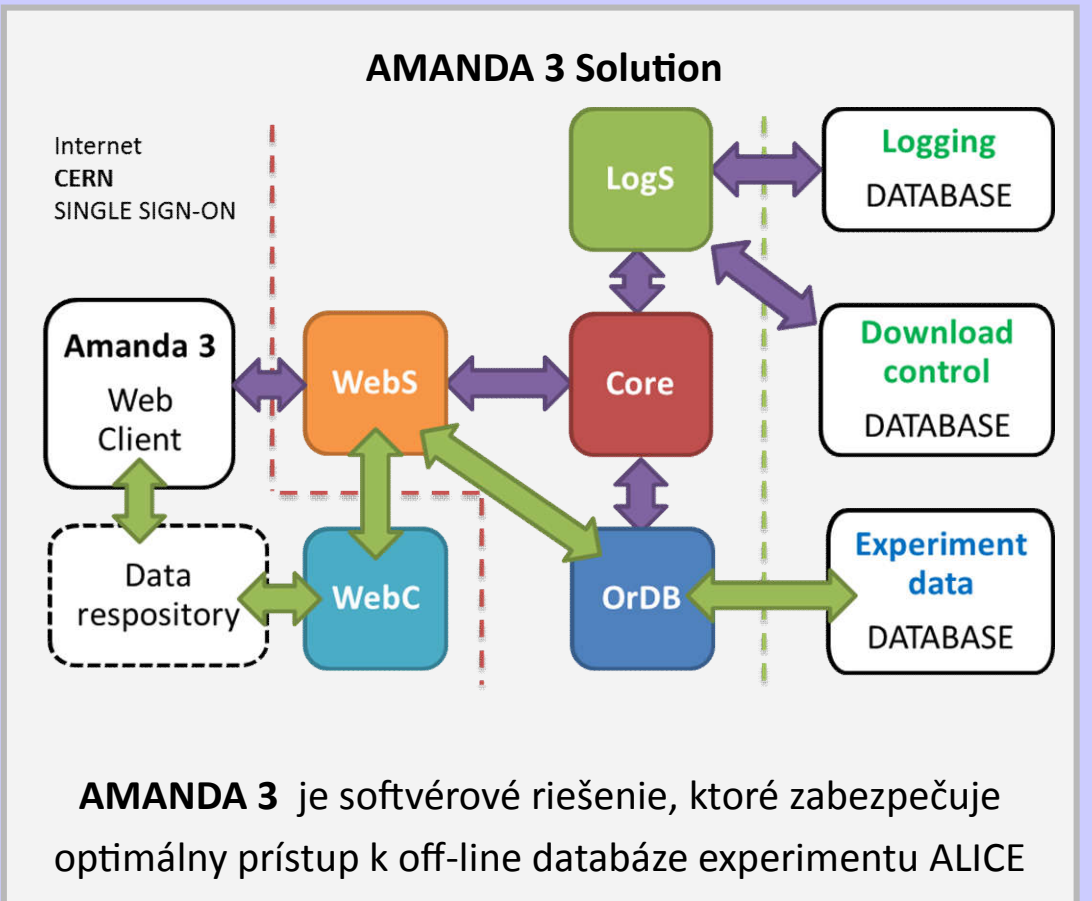 AMANDA 3 Solution
Internet
CERN
SINGLE SIGN-ON
LogS
Logging
DATABASE
Amanda 3
Web
Client
WebS
Core
Download
control
DATABASE
Data
respository
WebC
OrDB
Experiment
data
DATABASE
AMANDA 3 je softvérové riešenie, ktoré zabezpečuje
optimálny prístup k off-line databáze experimentu ALICE